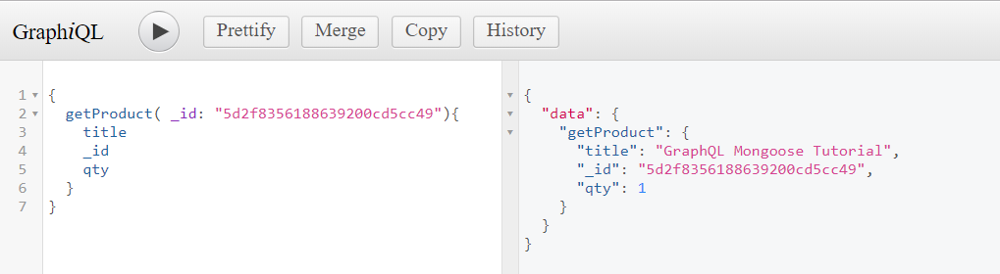 GraphiQL Prettify Merge Copy History
1 {
2 getProduct( _id: "5d2f8356188639200cd5cc49"){
3 title
4 _id
5 qty
6 }
7 }
{
"data": {
"getProduct": {
"title": "GraphQL Mongoose Tutorial",
"_id": "5d2f8356188639200cd5cc49",
"qty": 1
}
}
}